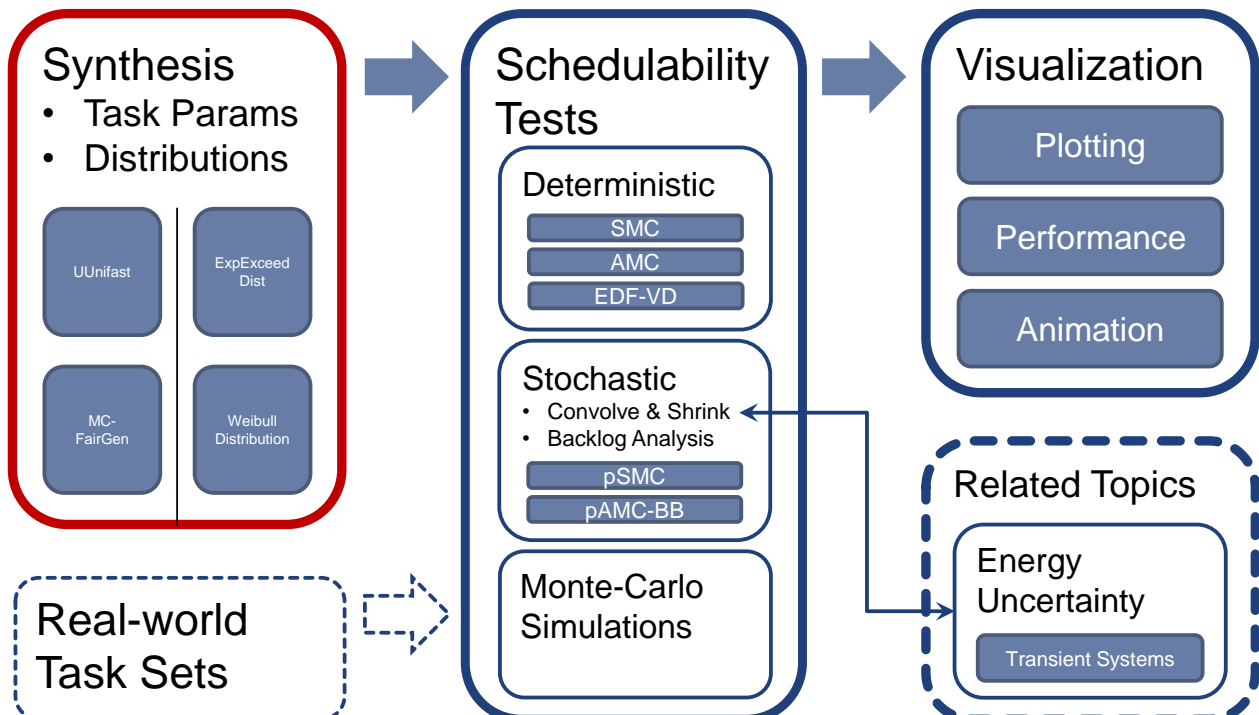 Synthesis
• Task Params
• Distributions
UUnifast
ExpExceed
Dist
MC-
FairGen
Weibull
Distribution
Real-world
Task Sets
Schedulability
Tests
Deterministic
SMC
AMC
EDF-VD
Stochastic
• Convolve & Shrink
• Backlog Analysis
pSMC
pAMC-BB
Monte-Carlo
Simulations
Visualization
Plotting
Performance
Animation
Related Topics
Energy
Uncertainty
Transient Systems